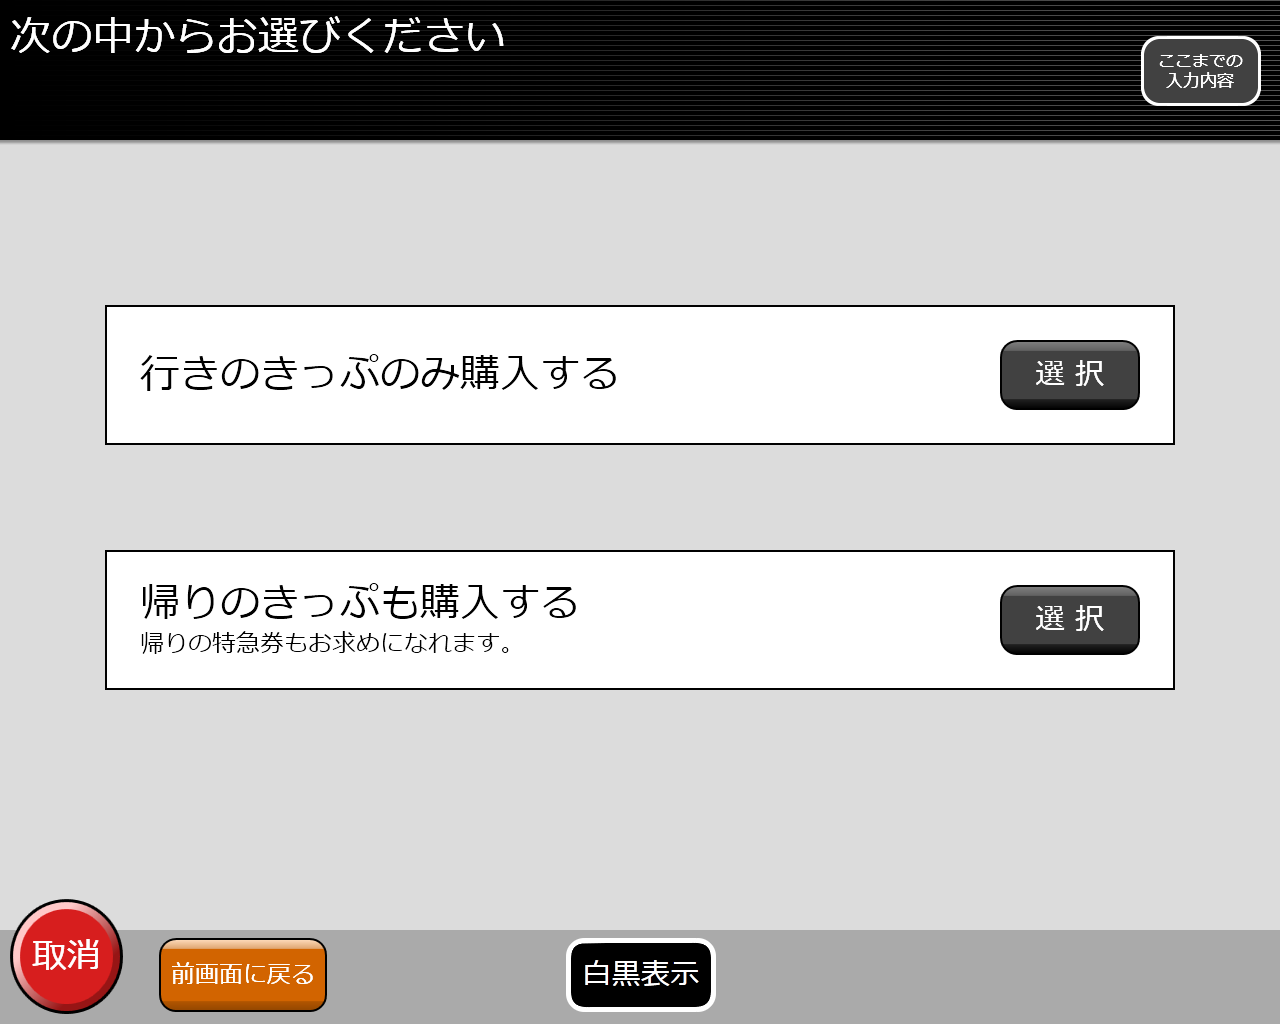 次の中からお選びください
ここまでの
入力内容
行きのきっぷのみ購入する
選 択
帰りのきっぷも購入する
帰りの特急券もお求めになれます。
選 択
取消
前画面に戻る
白黒表示